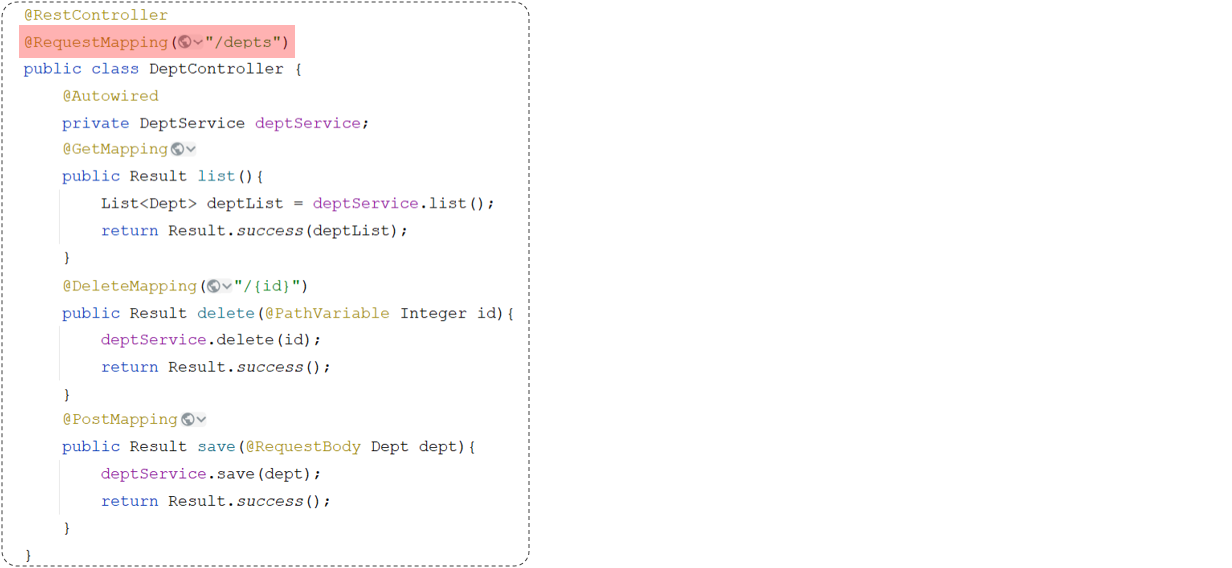 @RestController
@RequestMapping("/depts")
public class DeptController {
@Autowired
private DeptService deptService;
@GetMapping
public Result list(){
List<Dept> deptList = deptService.list();
return Result.success(deptList);
}
@DeleteMapping("/{id}")
public Result delete(@PathVariable Integer id){
deptService.delete(id);
return Result.success();
}
@PostMapping
public Result save(@RequestBody Dept dept){
deptService.save(dept);
return Result.success();
}
}